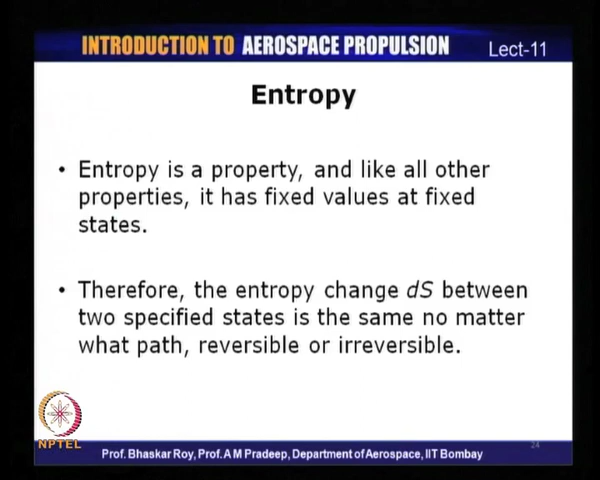 INTRODUCTION TO AEROSPACE PROPULSION Lect-11
Entropy
• Entropy is a property, and like all other
properties, it has fixed values at fixed
states.
• Therefore, the entropy change dS between
two specified states is the same no matter
what path, reversible or irreversible.
NPTEL
24
Prof. Bhaskar Roy, Prof. A M Pradeep, Department of Aerospace, IIT Bombay